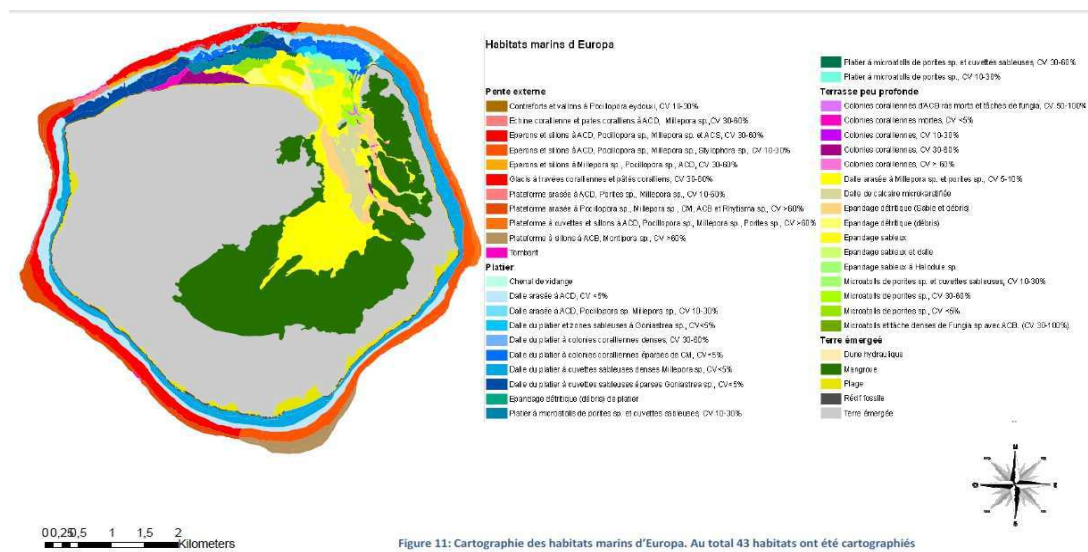 Habitats marins d Europa
Pente externe
Contreforts et vallons à Pocillopora eydouxi, CV 10-30%
Echine corallienne et pates coralliens à ACD, Millepora sp., CV 30-60%
Eperons et sillons à ACD, Pocillopora sp., Millepora sp. et ACS, CV 30-60%
Eperons et sillons à ACD, Pocillopora sp., Millepora sp., Stylophora sp., CV 10-30%
Eperons et sillons à Millepora sp., Pocillopora sp., ACD, CV 30-60%
Glacis à travées coralliennes et pâtés coralliens, CV 30-60%
Plateforme arasée à ACD, Porites sp., Millepora sp., CV 10-60%
Plateforme arasée à Pocillopora sp., Millepora sp., CM, ACB et Rhytisma sp., CV >60%
Plateforme à cuvettes et sillons à ACD, Pocillopora sp., Millepora sp., Porites sp., CV >60%
Plateforme à sillons à ACB, Montipora sp., CV >60%
Tombant
Platier
Chenal de vidange
Dalle arasée à ACD, CV <5%
Dalle arasée à ACD, Pocillopora sp. Millepora sp., CV 10-30%
Dalle du platier et zones sableuses à Goniastrea sp., CV<5%
Dalle du platier à colonies coralliennes denses, CV 30-60%
Dalle du platier à colonies coralliennes éparses de CM, CV<5%
Dalle du platier à cuvettes sableuses denses Millepora sp., CV<5%
Dalle du platier à cuvettes sableuses éparses Goniastrea sp., CV<5%
Epandage détritique (débris) de platier
Platier à microatolls de porites sp. et cuvettes sableuses, CV 10-30%
Platier à microatolls de porites sp. et cuvettes sableuses, CV 30-60%
Platier à microatolls de porites sp., CV 10-30%
Terrasse peu profonde
Colonies coralliennes d'ACB ras morts et tâches de fungia, CV 50-100%
Colonies coralliennes mortes, CV <5%
Colonies coralliennes, CV 10-30%
Colonies coralliennes, CV 30-60%
Colonies coralliennes, CV > 60%
Dalle arasée à Millepora sp. et porites sp., CV 5-10%
Dalle de calcaire microkarstifiée
Epandage détritique (Sable et débris)
Epandage détritique (débris)
Epandage sableux
Epandage sableux et dalle
Epandage sableux à Halodule sp.
Microatolls de porites sp. et cuvettes sableuses, CV 10-30%
Microatolls de porites sp., CV 30-60%
Microatolls de porites sp., CV <5%
Microatolls et tâche denses de Fungia sp avec ACB, (CV 30-100%)
Terre émergeé
Dune hydraulique
Mangrove
Plage
Récif fossile
Terre émergée
N
O
E
S
0 0,25 0,5 1 1,5 2
Kilometers
Figure 11: Cartographie des habitats marins d'Europa. Au total 43 habitats ont été cartographiés